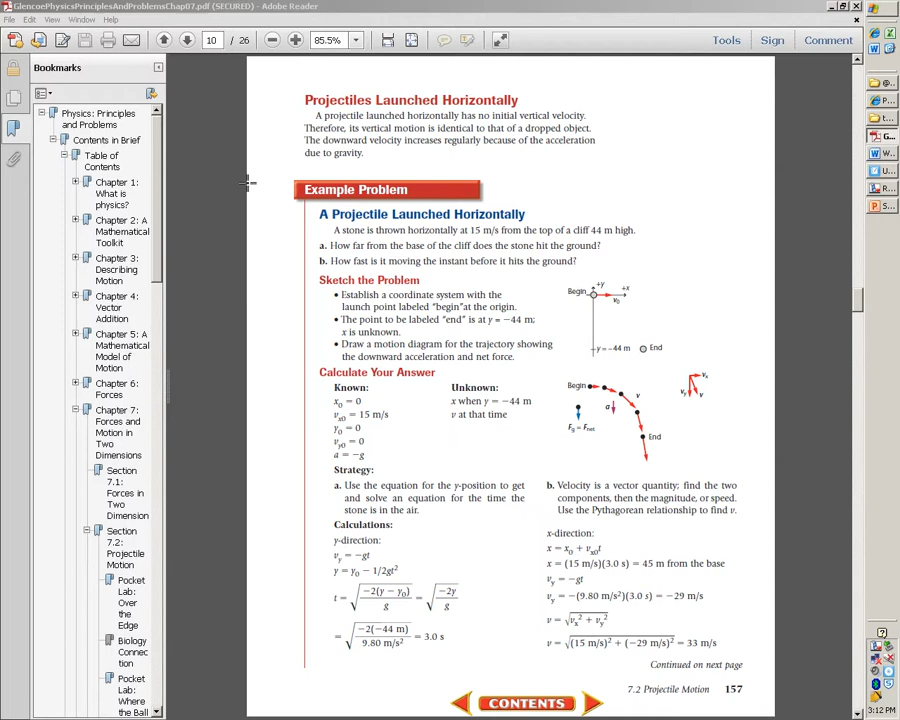 GlencoePhysicsPrinciplesAndProblemsChap07.pdf (SECURED) - Adobe Reader
File Edit View Window Help
10 / 26 85.5% Tools Sign Comment
Bookmarks
Physics: Principles and Problems
Contents in Brief
Table of Contents
Chapter 1: What is physics?
Chapter 2: A Mathematical Toolkit
Chapter 3: Describing Motion
Chapter 4: Vector Addition
Chapter 5: A Mathematical Model of Motion
Chapter 6: Forces
Chapter 7: Forces and Motion in Two Dimensions
Section 7.1: Forces in Two Dimension
Section 7.2: Projectile Motion
Pocket Lab: Over the Edge
Biology Connection
Pocket Lab: Where the Ball
Projectiles Launched Horizontally
A projectile launched horizontally has no initial vertical velocity.
Therefore, its vertical motion is identical to that of a dropped object.
The downward velocity increases regularly because of the acceleration
due to gravity.
Example Problem
A Projectile Launched Horizontally
A stone is thrown horizontally at 15 m/s from the top of a cliff 44 m high.
a. How far from the base of the cliff does the stone hit the ground?
b. How fast is it moving the instant before it hits the ground?
Sketch the Problem
• Establish a coordinate system with the
launch point labeled "begin" at the origin.
• The point to be labeled "end" is at y = −44 m;
x is unknown.
• Draw a motion diagram for the trajectory showing
the downward acceleration and net force.
Begin +y +x
v₀
y = −44 m End
Calculate Your Answer
Known: Unknown:
x₀ = 0 x when y = −44 m
vₓ₀ = 15 m/s v at that time
y₀ = 0
v_y0 = 0
a = −g
Begin v vₓ
a v_y v
F_g = F_net
End
Strategy:
a. Use the equation for the y-position to get
and solve an equation for the time the
stone is in the air.
Calculations:
y-direction:
v_y = −gt
y = y₀ − 1/2gt²
t = √(−2(y − y₀)/g) = √(−2y/g)
= √(−2(−44 m)/9.80 m/s²) = 3.0 s
b. Velocity is a vector quantity; find the two
components, then the magnitude, or speed.
Use the Pythagorean relationship to find v.
x-direction:
x = x₀ + vₓ₀t
x = (15 m/s)(3.0 s) = 45 m from the base
v_y = −gt
v_y = −(9.80 m/s²)(3.0 s) = −29 m/s
v = √(vₓ² + v_y²)
v = √((15 m/s)² + (−29 m/s)²) = 33 m/s
Continued on next page
7.2 Projectile Motion 157
CONTENTS
3:12 PM